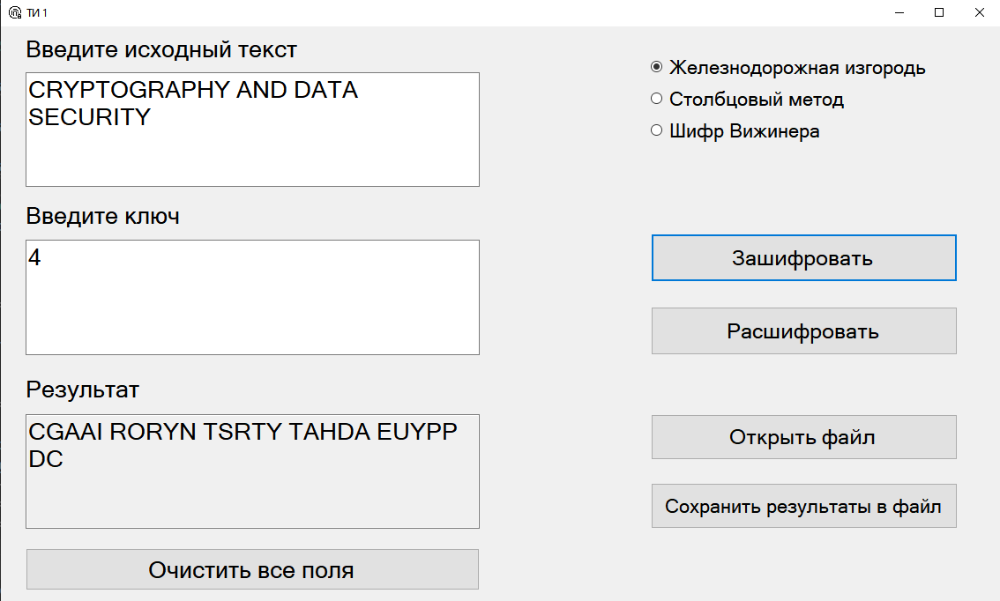 ТИ 1
Введите исходный текст
CRYPTOGRAPHY AND DATA
SECURITY
Железнодорожная изгородь
Столбцовый метод
Шифр Вижинера
Введите ключ
4
Зашифровать
Расшифровать
Результат
CGAAI RORYN TSRTY TAHDA EUYPP
DC
Открыть файл
Сохранить результаты в файл
Очистить все поля